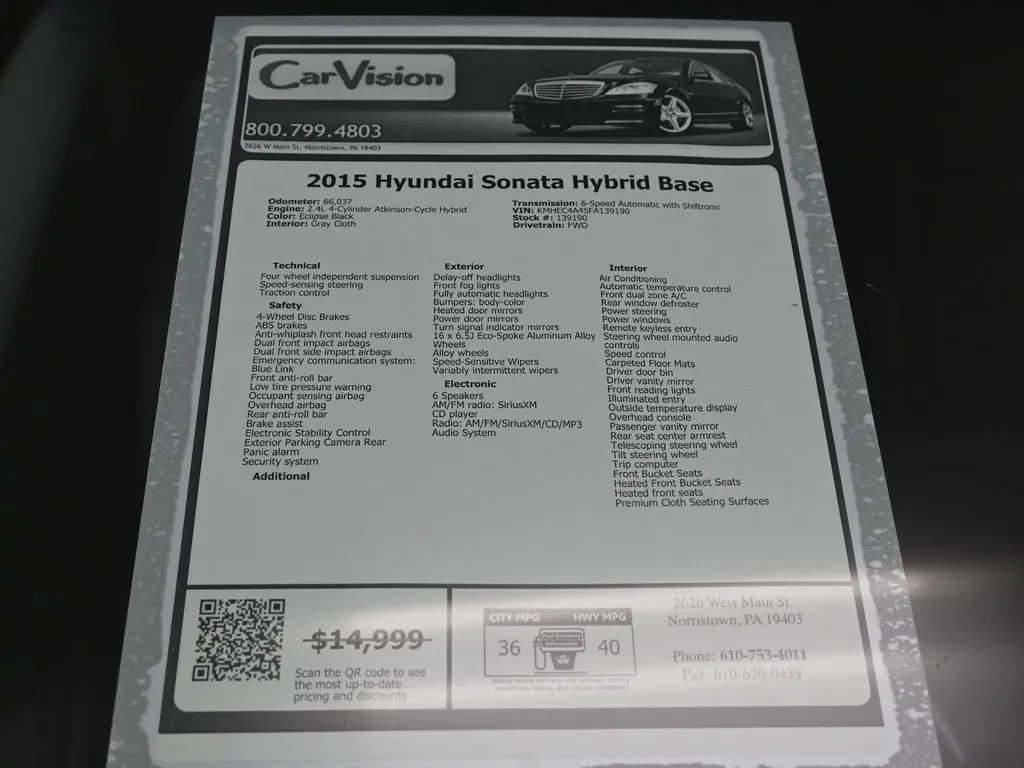 CarVision
800.799.4803
2626 W Main St, Norristown, PA 19403
2015 Hyundai Sonata Hybrid Base
Odometer: 66,037
Engine: 2.4L 4-Cylinder Atkinson-Cycle Hybrid
Color: Eclipse Black
Interior: Gray Cloth
Transmission: 6-Speed Automatic with Shiftronic
VIN: KMHEC4A45FA139190
Stock #: 139190
Drivetrain: FWD
Technical
Four wheel independent suspension
Speed-sensing steering
Traction control
Safety
4-Wheel Disc Brakes
ABS brakes
Anti-whiplash front head restraints
Dual front impact airbags
Dual front side impact airbags
Emergency communication system:
Blue Link
Front anti-roll bar
Low tire pressure warning
Occupant sensing airbag
Overhead airbag
Rear anti-roll bar
Brake assist
Electronic Stability Control
Exterior Parking Camera Rear
Panic alarm
Security system
Additional
Exterior
Delay-off headlights
Front fog lights
Fully automatic headlights
Bumpers: body-color
Heated door mirrors
Power door mirrors
Turn signal indicator mirrors
16 x 6.5J Eco-Spoke Aluminum Alloy
Wheels
Alloy wheels
Speed-Sensitive Wipers
Variably intermittent wipers
Electronic
6 Speakers
AM/FM radio: SiriusXM
CD player
Radio: AM/FM/SiriusXM/CD/MP3
Audio System
Interior
Air Conditioning
Automatic temperature control
Front dual zone A/C
Rear window defroster
Power steering
Power windows
Remote keyless entry
Steering wheel mounted audio
controls
Speed control
Carpeted Floor Mats
Driver door bin
Driver vanity mirror
Front reading lights
Illuminated entry
Outside temperature display
Overhead console
Passenger vanity mirror
Rear seat center armrest
Telescoping steering wheel
Tilt steering wheel
Trip computer
Front Bucket Seats
Heated Front Bucket Seats
Heated front seats
Premium Cloth Seating Surfaces
$14,999
Scan the QR code to see
the most up-to-date
pricing and discounts
CITY MPG
HWY MPG
36
40
2626 West Main St.
Norristown, PA 19403
Phone: 610-753-4011
Fax: 610-630-0439